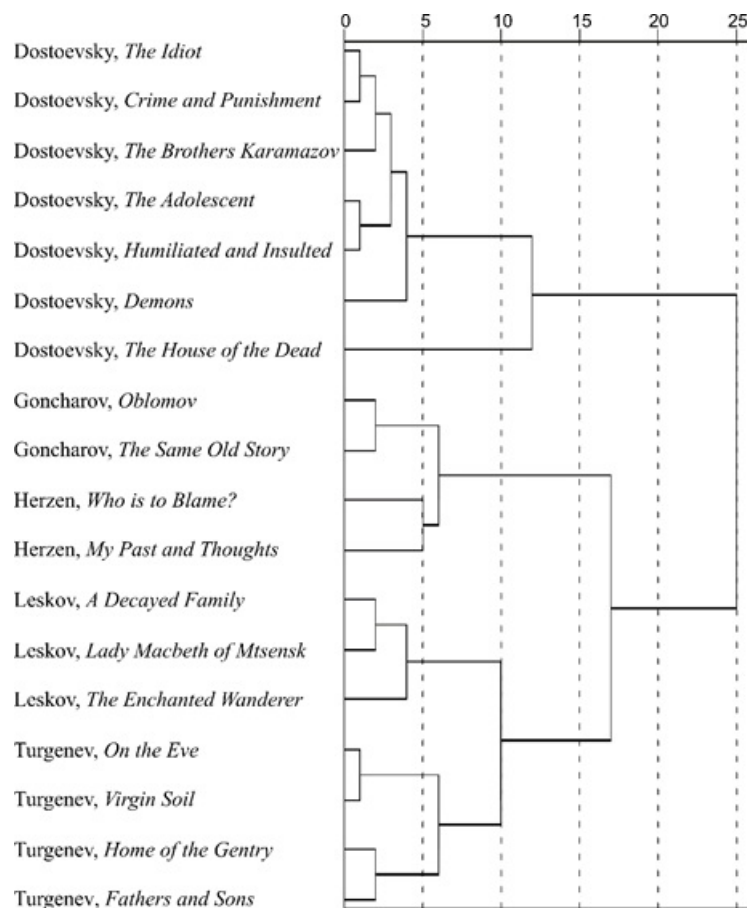 0 5 10 15 20 25
Dostoevsky, The Idiot
Dostoevsky, Crime and Punishment
Dostoevsky, The Brothers Karamazov
Dostoevsky, The Adolescent
Dostoevsky, Humiliated and Insulted
Dostoevsky, Demons
Dostoevsky, The House of the Dead
Goncharov, Oblomov
Goncharov, The Same Old Story
Herzen, Who is to Blame?
Herzen, My Past and Thoughts
Leskov, A Decayed Family
Leskov, Lady Macbeth of Mtsensk
Leskov, The Enchanted Wanderer
Turgenev, On the Eve
Turgenev, Virgin Soil
Turgenev, Home of the Gentry
Turgenev, Fathers and Sons